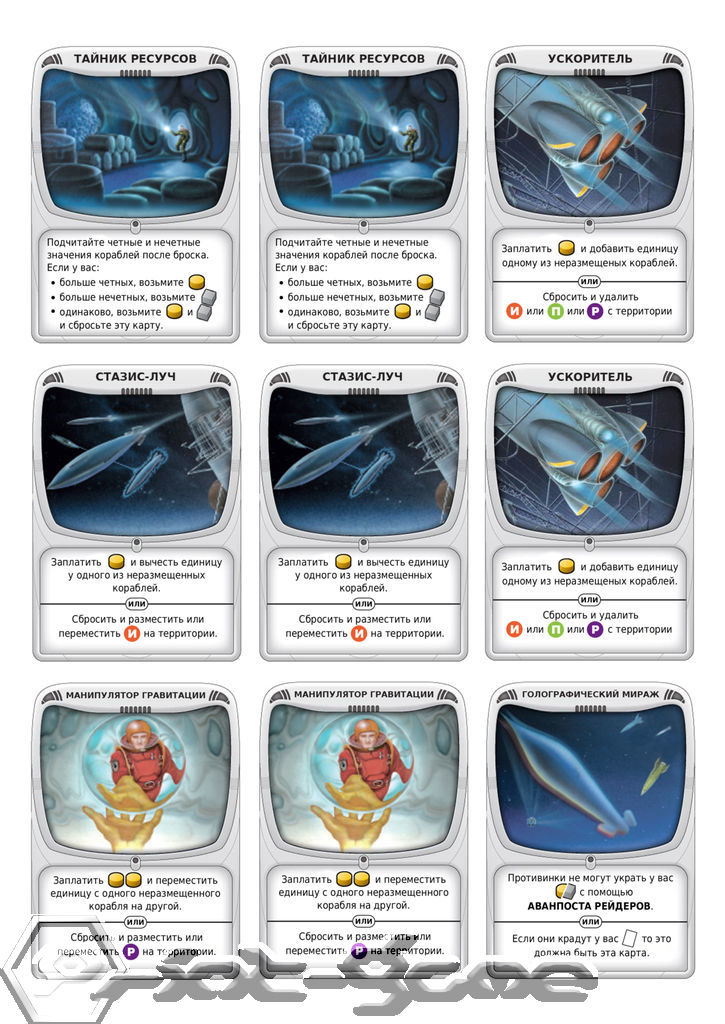 ТАЙНИК РЕСУРСОВ
Подчитайте четные и нечетные
значения кораблей после броска.
Если у вас:
• больше четных, возьмите
• больше нечетных, возьмите
• одинаково, возьмите и
и сбросьте эту карту.
ТАЙНИК РЕСУРСОВ
Подчитайте четные и нечетные
значения кораблей после броска.
Если у вас:
• больше четных, возьмите
• больше нечетных, возьмите
• одинаково, возьмите и
и сбросьте эту карту.
УСКОРИТЕЛЬ
Заплатить и добавить единицу
одному из неразмещеных кораблей.
ИЛИ
Сбросить и удалить
И или П или Р с территории
СТАЗИС-ЛУЧ
Заплатить и вычесть единицу
у одного из неразмещенных
кораблей.
ИЛИ
Сбросить и разместить или
переместить И на территории.
СТАЗИС-ЛУЧ
Заплатить и вычесть единицу
у одного из неразмещенных
кораблей.
ИЛИ
Сбросить и разместить или
переместить И на территории.
УСКОРИТЕЛЬ
Заплатить и добавить единицу
одному из неразмещеных кораблей.
ИЛИ
Сбросить и удалить
И или П или Р с территории
МАНИПУЛЯТОР ГРАВИТАЦИИ
Заплатить и переместить
единицу с одного неразмещенного
корабля на другой.
ИЛИ
Сбросить и разместить или
переместить Р на территории.
МАНИПУЛЯТОР ГРАВИТАЦИИ
Заплатить и переместить
единицу с одного неразмещенного
корабля на другой.
ИЛИ
Сбросить и разместить или
переместить Р на территории.
ГОЛОГРАФИЧЕСКИЙ МИРАЖ
Противинки не могут украть у вас
с помощью
АВАНПОСТА РЕЙДЕРОВ.
ИЛИ
Если они крадут у вас то это
должна быть эта карта.